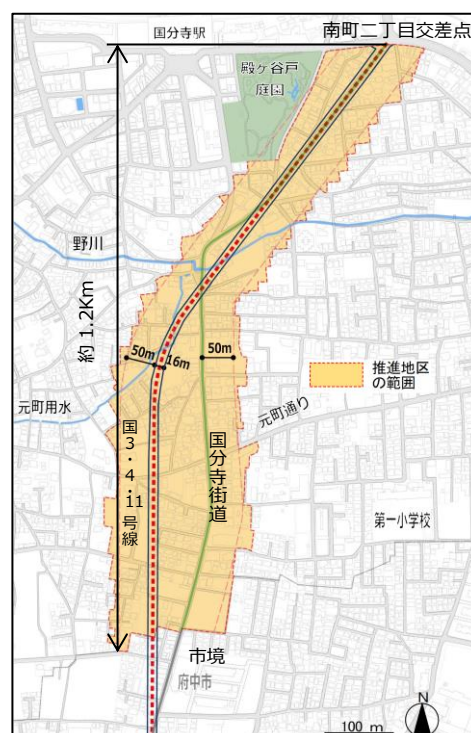 南町二丁目交差点
国分寺駅
殿ヶ谷戸
庭園
野川
約 1.2Km
50m
16m
50m
推進地区
の範囲
元町用水
元町通り
国3・4・11号線
国分寺街道
第一小学校
市境
府中市
N
100 m